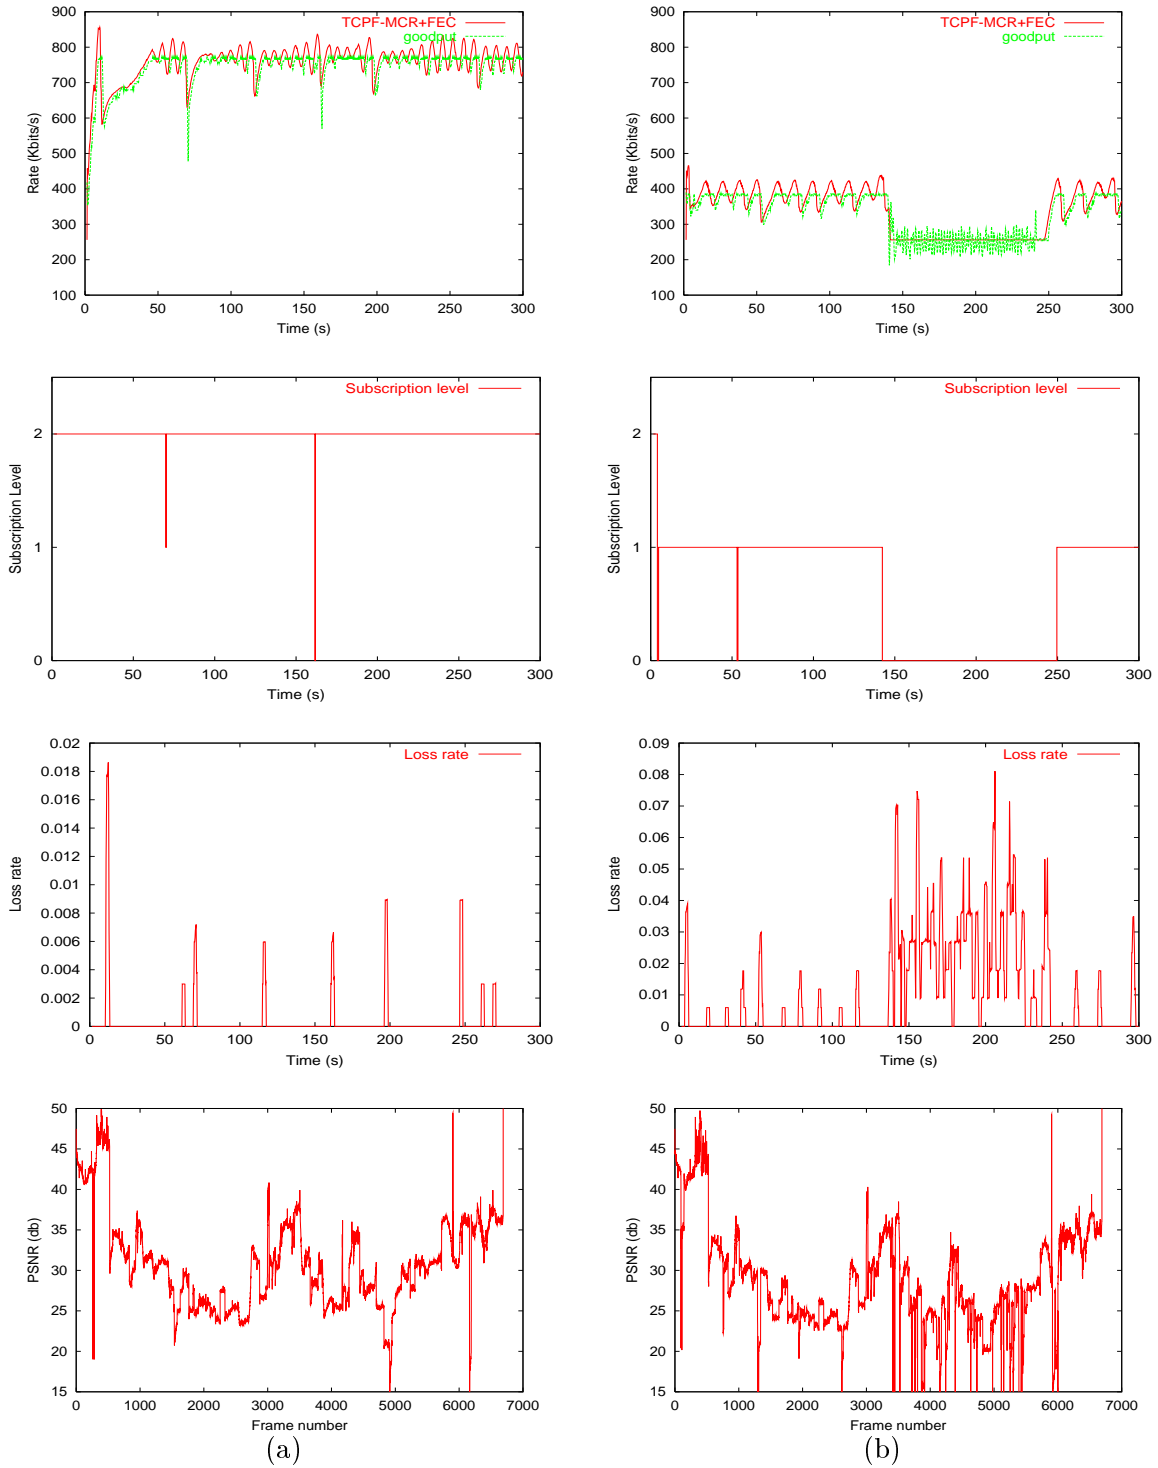 TCPF-MCR+FEC
goodput
900
800
700
600
500
400
300
200
100
0 50 100 150 200 250 300
Rate (Kbits/s)
Time (s)
TCPF-MCR+FEC
goodput
900
800
700
600
500
400
300
200
100
0 50 100 150 200 250 300
Rate (Kbits/s)
Time (s)
Subscription level
2
1
0
0 50 100 150 200 250 300
Subscription Level
Time (s)
Subscription level
2
1
0
0 50 100 150 200 250 300
Subscription Level
Time (s)
Loss rate
0.02
0.018
0.016
0.014
0.012
0.01
0.008
0.006
0.004
0.002
0
0 50 100 150 200 250 300
Loss rate
Time (s)
Loss rate
0.09
0.08
0.07
0.06
0.05
0.04
0.03
0.02
0.01
0
0 50 100 150 200 250 300
Loss rate
Time (s)
50
45
40
35
30
25
20
15
0 1000 2000 3000 4000 5000 6000 7000
PSNR (db)
Frame number
(a)
50
45
40
35
30
25
20
15
0 1000 2000 3000 4000 5000 6000 7000
PSNR (db)
Frame number
(b)